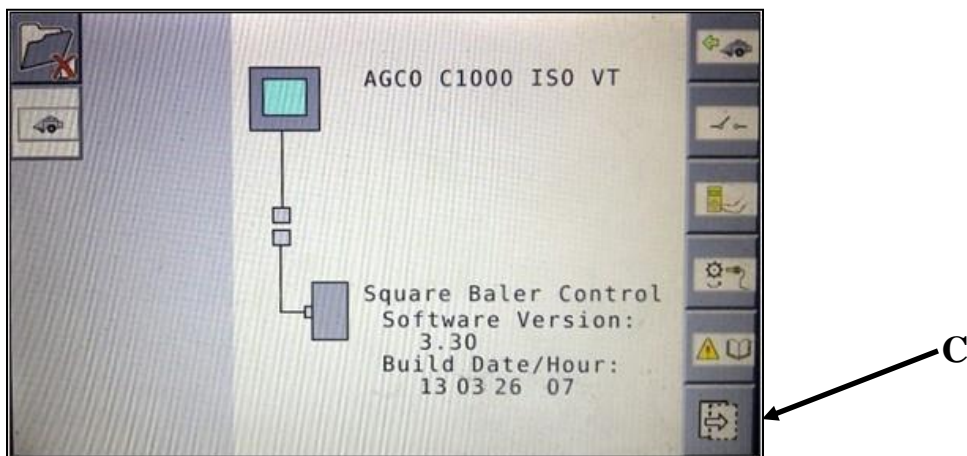 AGCO C1000 ISO VT
Square Baler Control
Software Version:
3.30
Build Date/Hour:
13 03 26 07
C